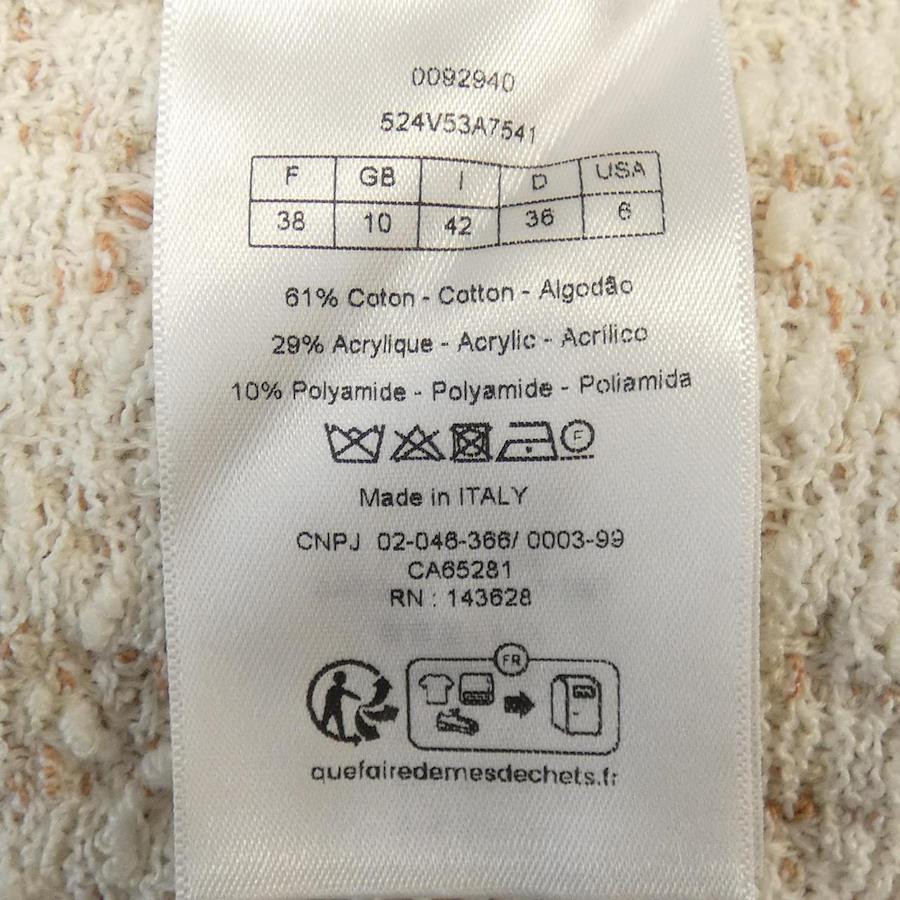 0092940
524V53A7541
F GB I D USA
38 10 42 36 6
61% Coton - Cotton - Algodão
29% Acrylique - Acrylic - Acrílico
10% Polyamide - Polyamide - Poliamida
F
Made in ITALY
CNPJ 02-046-366/ 0003-99
CA65281
RN : 143628
FR
quefairedemesdechets.fr